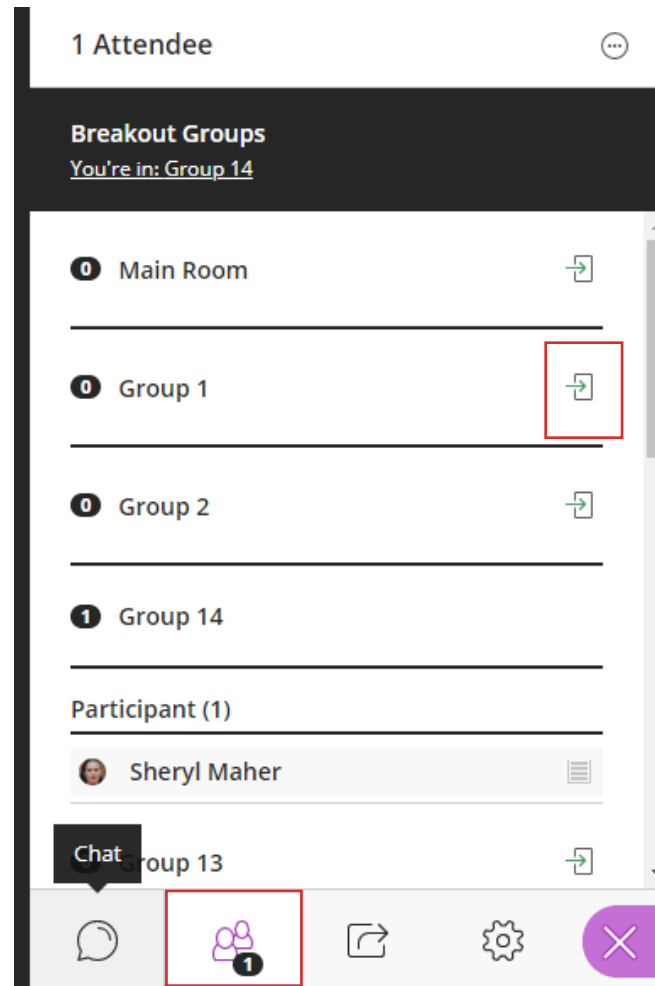 1 Attendee
Breakout Groups
You're in: Group 14
0 Main Room
0 Group 1
0 Group 2
1 Group 14
Participant (1)
Sheryl Maher
Group 13
Chat
1